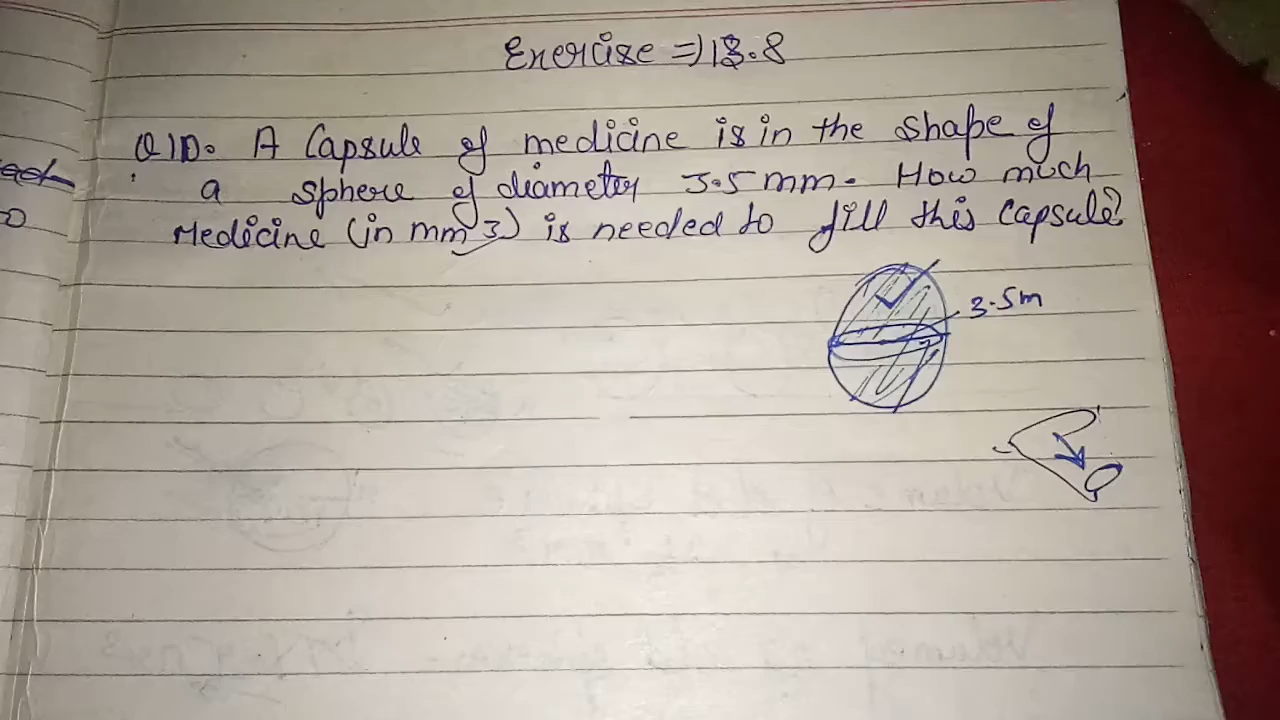 Exercise ⇒ 13.8
Q10. A Capsule of medicine is in the shape of
a sphere of diameter 3.5 mm. How much
Medicine (in mm3) is needed to fill this capsule?
3.5m